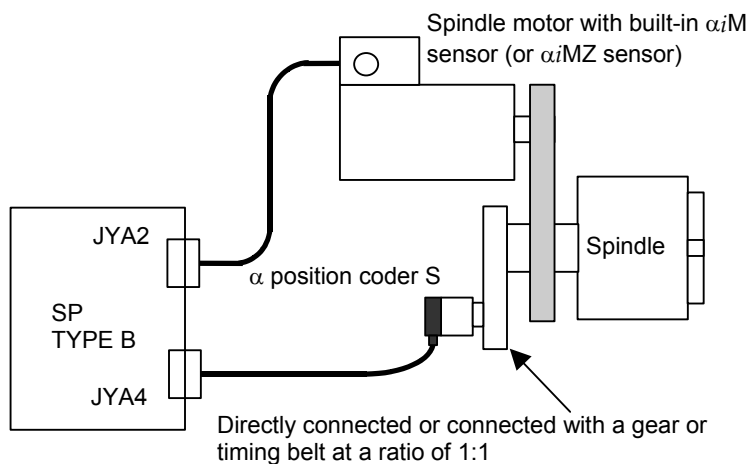 Spindle motor with built-in αiM
sensor (or αiMZ sensor)
JYA2
Spindle
α position coder S
SP
TYPE B
JYA4
Directly connected or connected with a gear or
timing belt at a ratio of 1:1